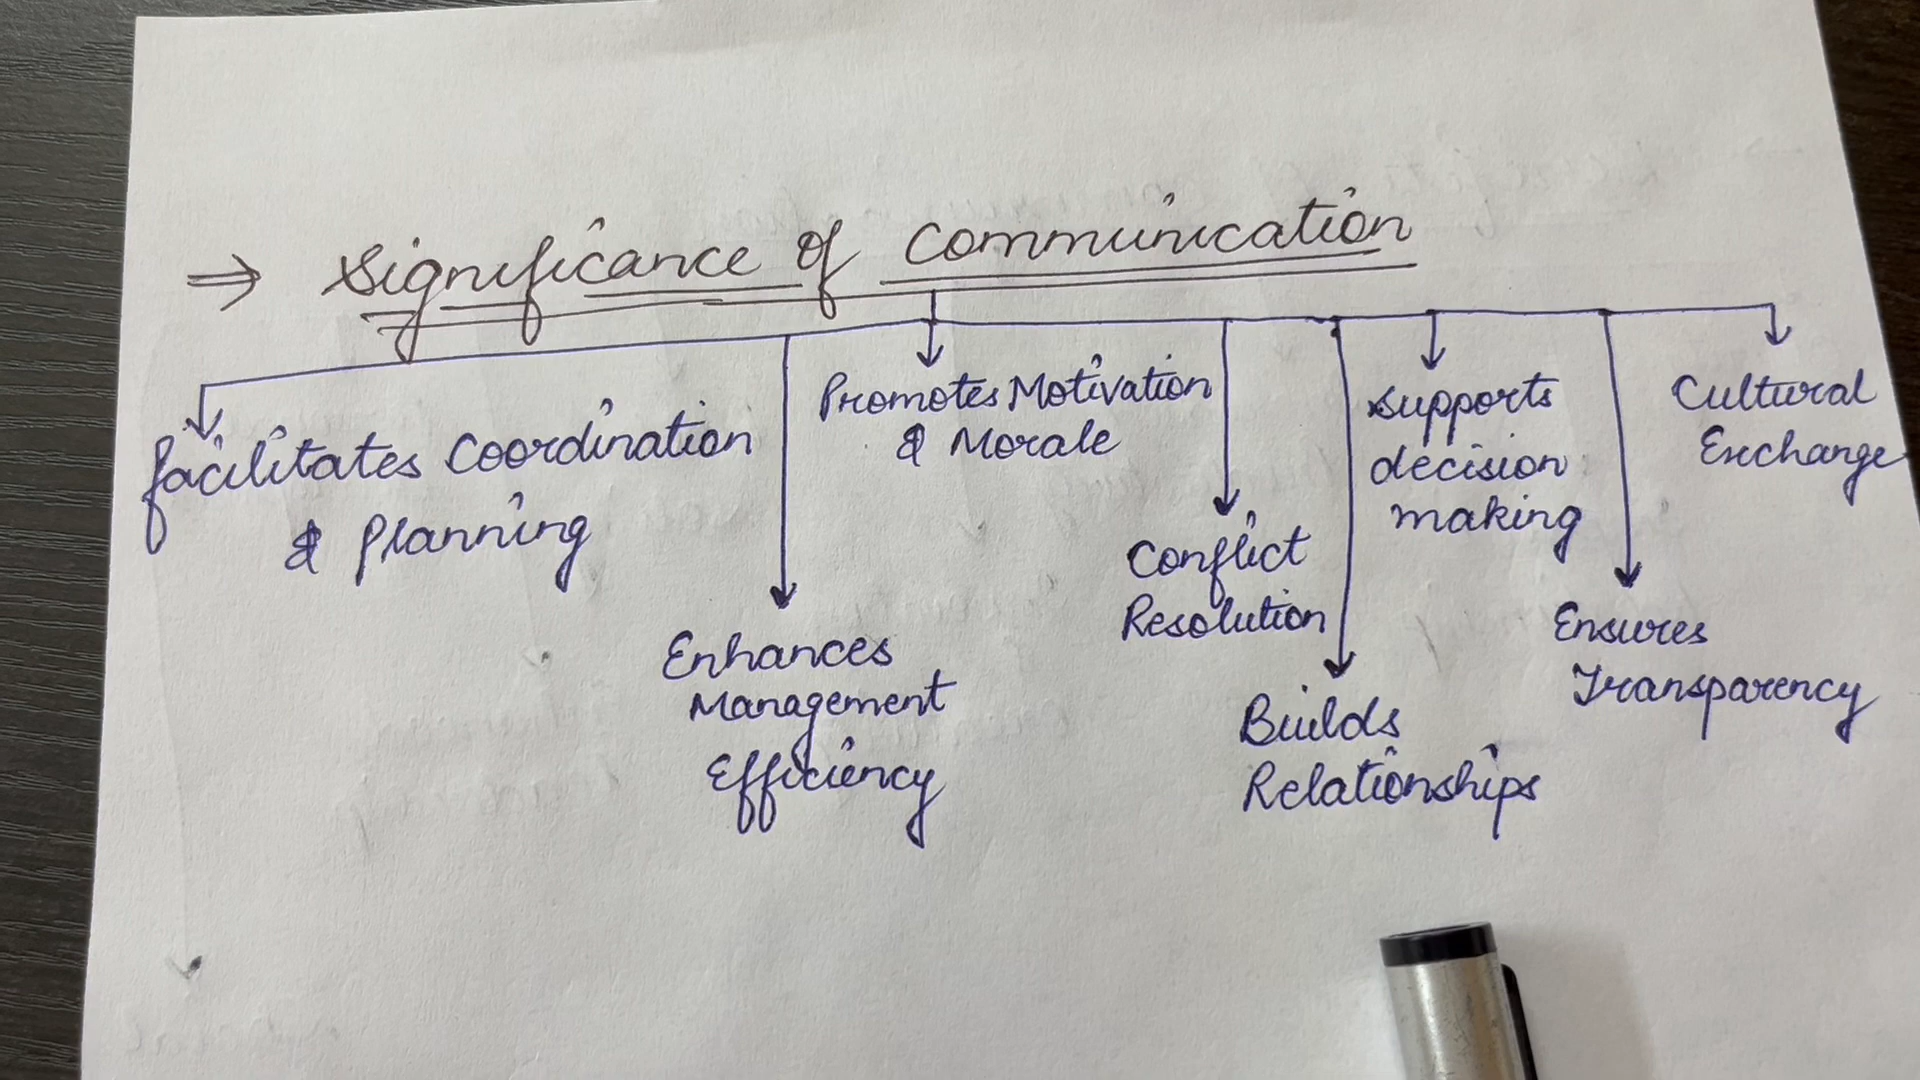 ⇒ Significance of Communication
Facilitates Coordination
& Planning
Enhances
Management
Efficiency
Promotes Motivation
& Morale
Conflict
Resolution
Builds
Relationships
Supports
decision
making
Ensures
Transparency
Cultural
Exchange